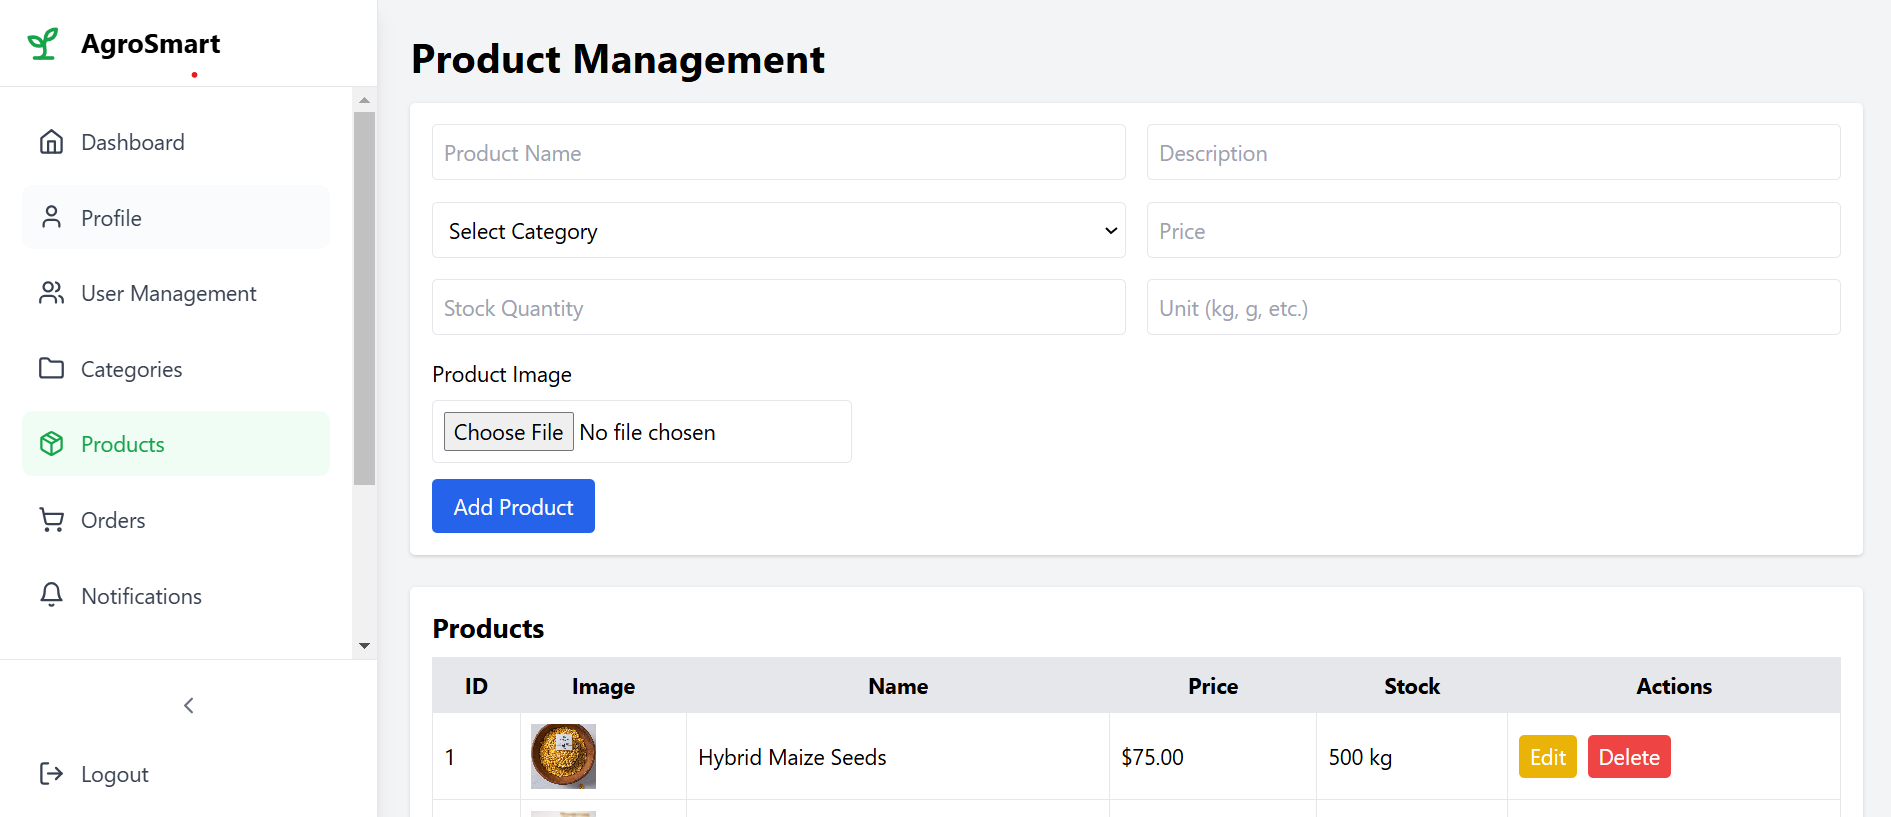 AgroSmart
Dashboard
Profile
User Management
Categories
Products
Orders
Notifications
Logout
Product Management
Product Name
Description
Select Category
Price
Stock Quantity
Unit (kg, g, etc.)
Product Image
Choose File No file chosen
Add Product
Products
ID Image Name Price Stock Actions
1 Hybrid Maize Seeds $75.00 500 kg Edit Delete